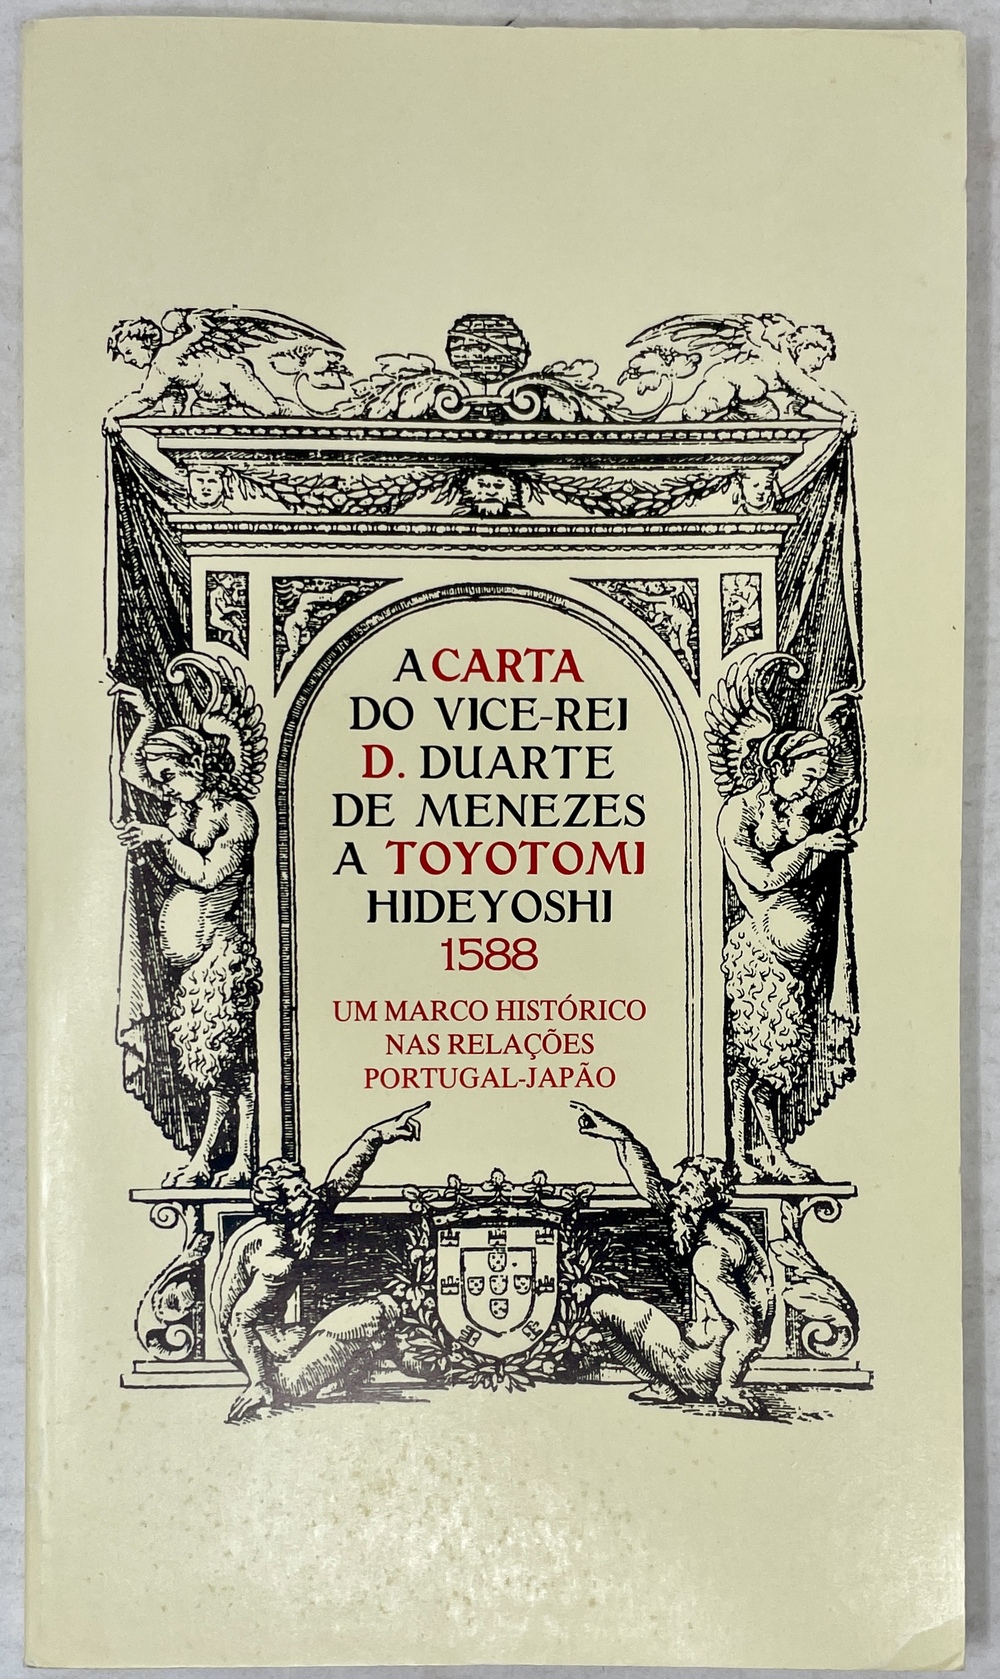 A CARTA
DO VICE-REI
D. DUARTE
DE MENEZES
A TOYOTOMI
HIDEYOSHI
1588
UM MARCO HISTÓRICO
NAS RELAÇÕES
PORTUGAL-JAPÃO